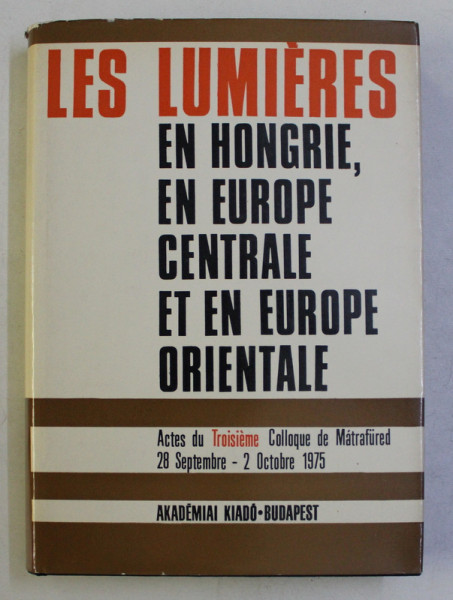 LES LUMIÈRES
EN HONGRIE,
EN EUROPE
CENTRALE
ET EN EUROPE
ORIENTALE
Actes du Troisième Colloque de Mátrafüred
28 Septembre - 2 Octobre 1975
AKADÉMIAI KIADÓ • BUDAPEST